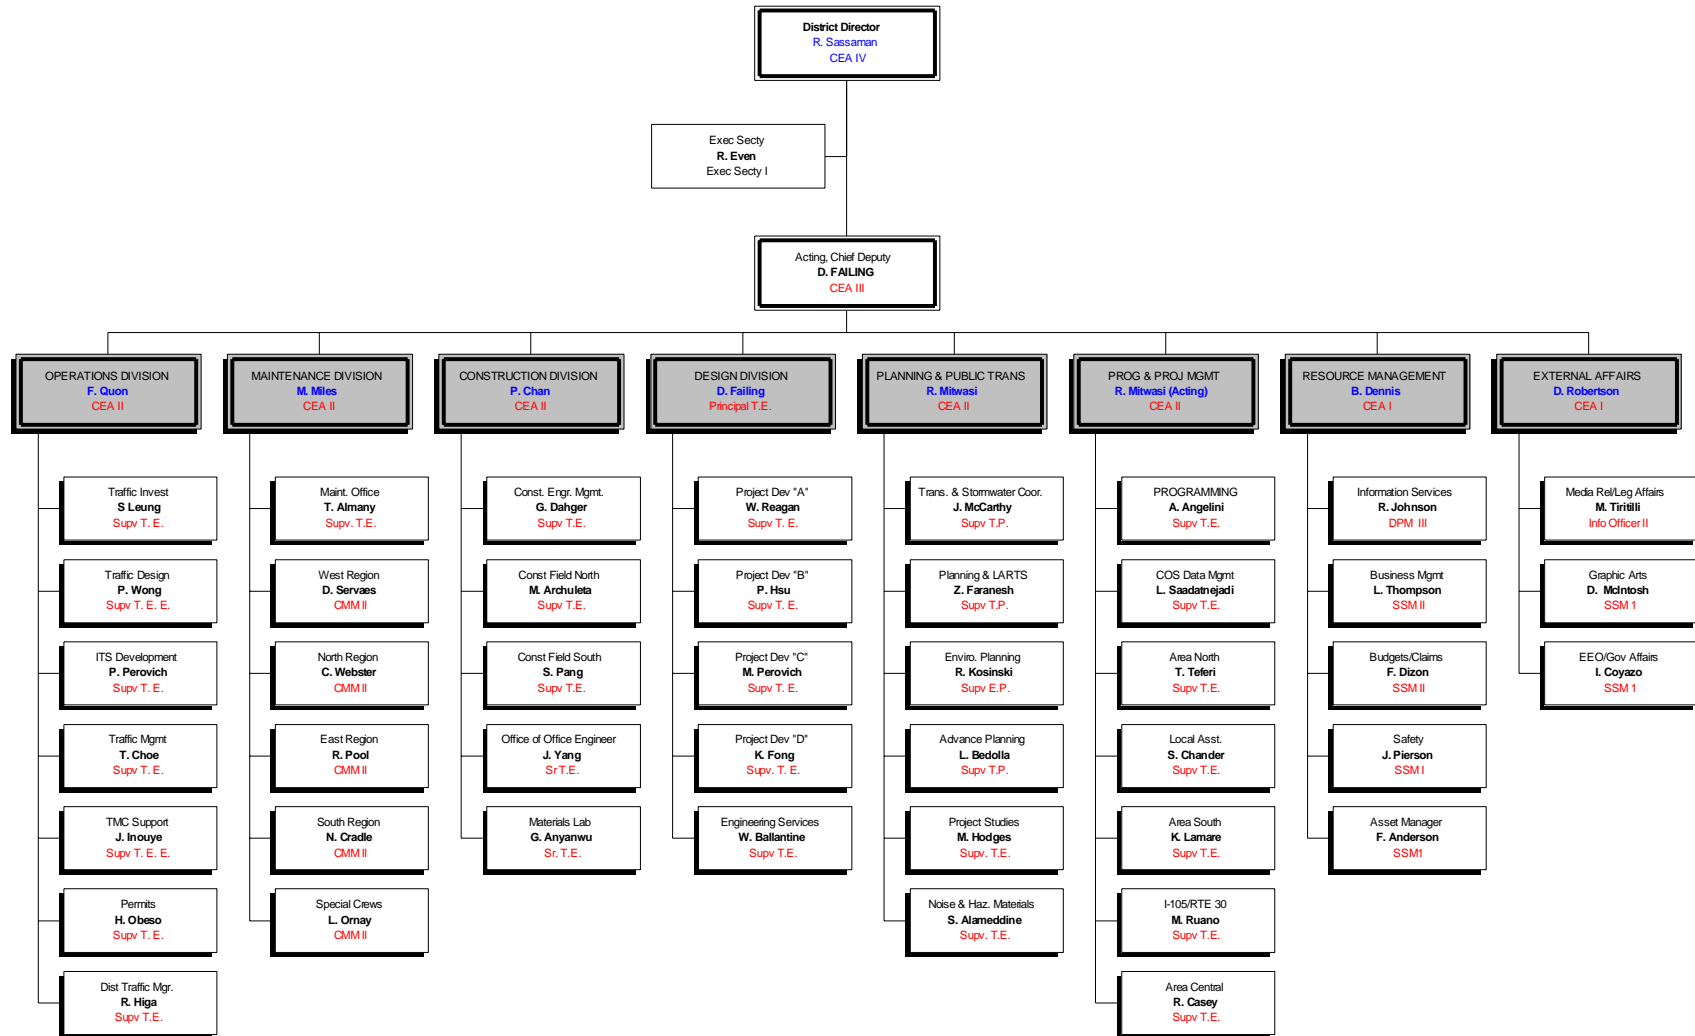 District Director
R. Sassaman
CEA IV
Exec Secty
R. Even
Exec Secty I
Acting, Chief Deputy
D. FAILING
CEA III
OPERATIONS DIVISION
F. Quon
CEA II
MAINTENANCE DIVISION
M. Miles
CEA II
CONSTRUCTION DIVISION
P. Chan
CEA II
DESIGN DIVISION
D. Failing
Principal T.E.
PLANNING & PUBLIC TRANS
R. Mitwasi
CEA II
PROG & PROJ MGMT
R. Mitwasi (Acting)
CEA II
RESOURCE MANAGEMENT
B. Dennis
CEA I
EXTERNAL AFFAIRS
D. Robertson
CEA I
Traffic Invest
S Leung
Supv T. E.
Traffic Design
P. Wong
Supv T. E. E.
ITS Development
P. Perovich
Supv T. E.
Traffic Mgmt
T. Choe
Supv T. E.
TMC Support
J. Inouye
Supv T. E. E.
Permits
H. Obeso
Supv T. E.
Dist Traffic Mgr.
R. Higa
Supv T.E.
Maint. Office
T. Almany
Supv. T.E.
West Region
D. Servaes
CMM II
North Region
C. Webster
CMM II
East Region
R. Pool
CMM II
South Region
N. Cradle
CMM II
Special Crews
L. Ornay
CMM II
Const. Engr. Mgmt.
G. Dahger
Supv T.E.
Const Field North
M. Archuleta
Supv T.E.
Const Field South
S. Pang
Supv T.E.
Office of Office Engineer
J. Yang
Sr T.E.
Materials Lab
G. Anyanwu
Sr. T.E.
Project Dev "A"
W. Reagan
Supv T. E.
Project Dev "B"
P. Hsu
Supv T. E.
Project Dev "C"
M. Perovich
Supv T. E.
Project Dev "D"
K. Fong
Supv. T. E.
Engineering Services
W. Ballantine
Supv T.E.
Trans. & Stormwater Coor.
J. McCarthy
Supv T.P.
Planning & LARTS
Z. Faranesh
Supv T.P.
Enviro. Planning
R. Kosinski
Supv E.P.
Advance Planning
L. Bedolla
Supv T.P.
Project Studies
M. Hodges
Supv. T.E.
Noise & Haz. Materials
S. Alameddine
Supv. T.E.
PROGRAMMING
A. Angelini
Supv T.E.
COS Data Mgmt
L. Saadatnejadi
Supv T.E.
Area North
T. Teferi
Supv T.E.
Local Asst.
S. Chander
Supv T.E.
Area South
K. Lamare
Supv T.E.
I-105/RTE 30
M. Ruano
Supv T.E.
Area Central
R. Casey
Supv T.E.
Information Services
R. Johnson
DPM III
Business Mgmt
L. Thompson
SSM II
Budgets/Claims
F. Dizon
SSM II
Safety
J. Pierson
SSM I
Asset Manager
F. Anderson
SSM1
Media Rel/Leg Affairs
M. Tiritilli
Info Officer II
Graphic Arts
D. McIntosh
SSM 1
EEO/Gov Affairs
I. Coyazo
SSM 1